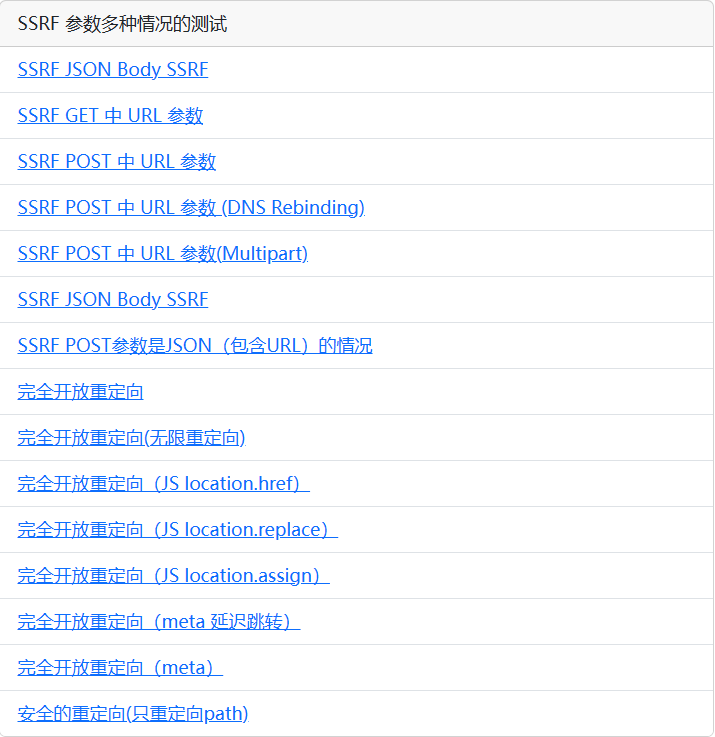 SSRF 参数多种情况的测试
SSRF JSON Body SSRF
SSRF GET 中 URL 参数
SSRF POST 中 URL 参数
SSRF POST 中 URL 参数 (DNS Rebinding)
SSRF POST 中 URL 参数(Multipart)
SSRF JSON Body SSRF
SSRF POST参数是JSON（包含URL）的情况
完全开放重定向
完全开放重定向(无限重定向)
完全开放重定向（JS location.href）
完全开放重定向（JS location.replace）
完全开放重定向（JS location.assign）
完全开放重定向（meta 延迟跳转）
完全开放重定向（meta）
安全的重定向(只重定向path)